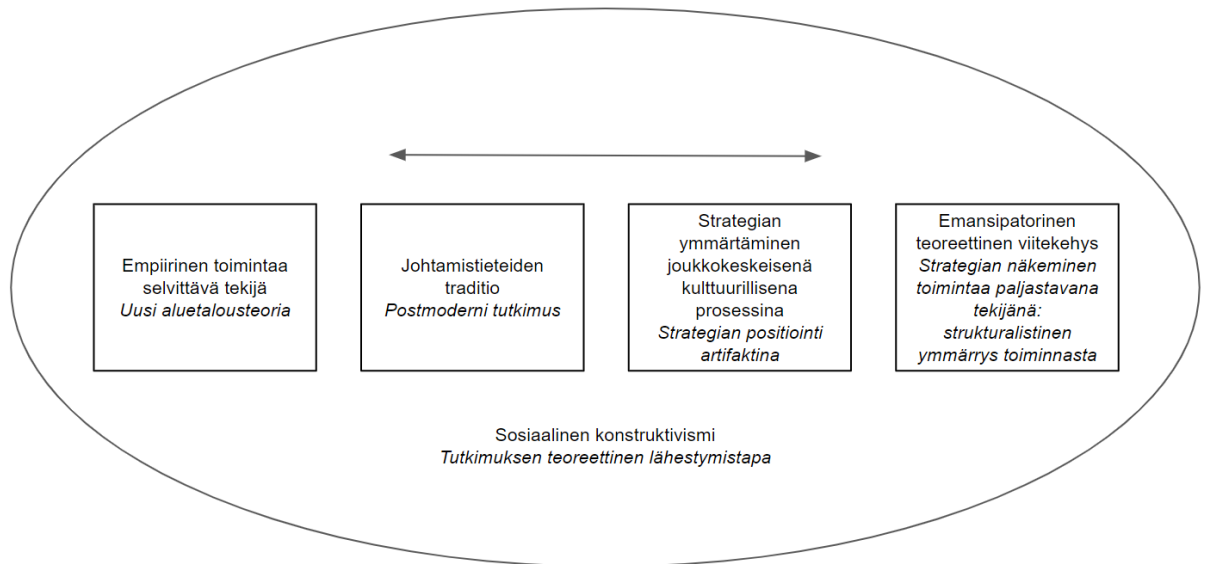 Empiirinen toimintaa
selvittävä tekijä
Uusi aluetalousteoria
Johtamistieteiden
traditio
Postmoderni tutkimus
Strategian
ymmärtäminen
joukkokeskeisenä
kulttuurillisena
prosessina
Strategian positiointi
artifaktina
Emansipatorinen
teoreettinen viitekehys
Strategian näkeminen
toimintaa paljastavana
tekijänä:
strukturalistinen
ymmärrys toiminnasta
Sosiaalinen konstruktivismi
Tutkimuksen teoreettinen lähestymistapa